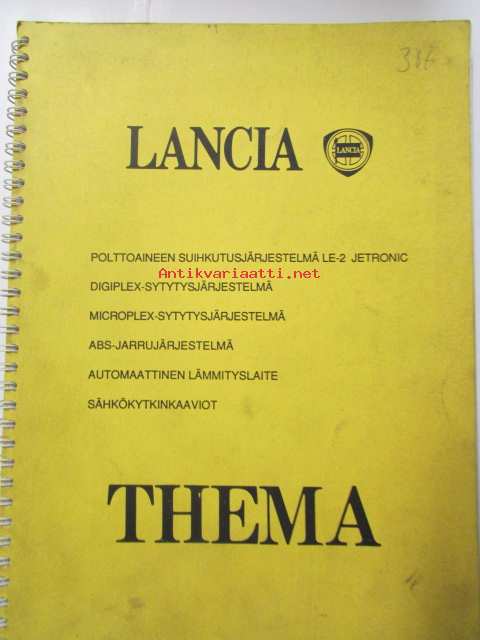 LANCIA LANCIA
POLTTOAINEEN SUIHKUTUSJÄRJESTELMÄ LE-2 JETRONIC
Antikvariaatti.net
DIGIPLEX-SYTYTYSJÄRJESTELMÄ
MICROPLEX-SYTYTYSJÄRJESTELMÄ
ABS-JARRUJÄRJESTELMÄ
AUTOMAATTINEN LÄMMITYSLAITE
SÄHKÖKYTKINKAAVIOT
THEMA